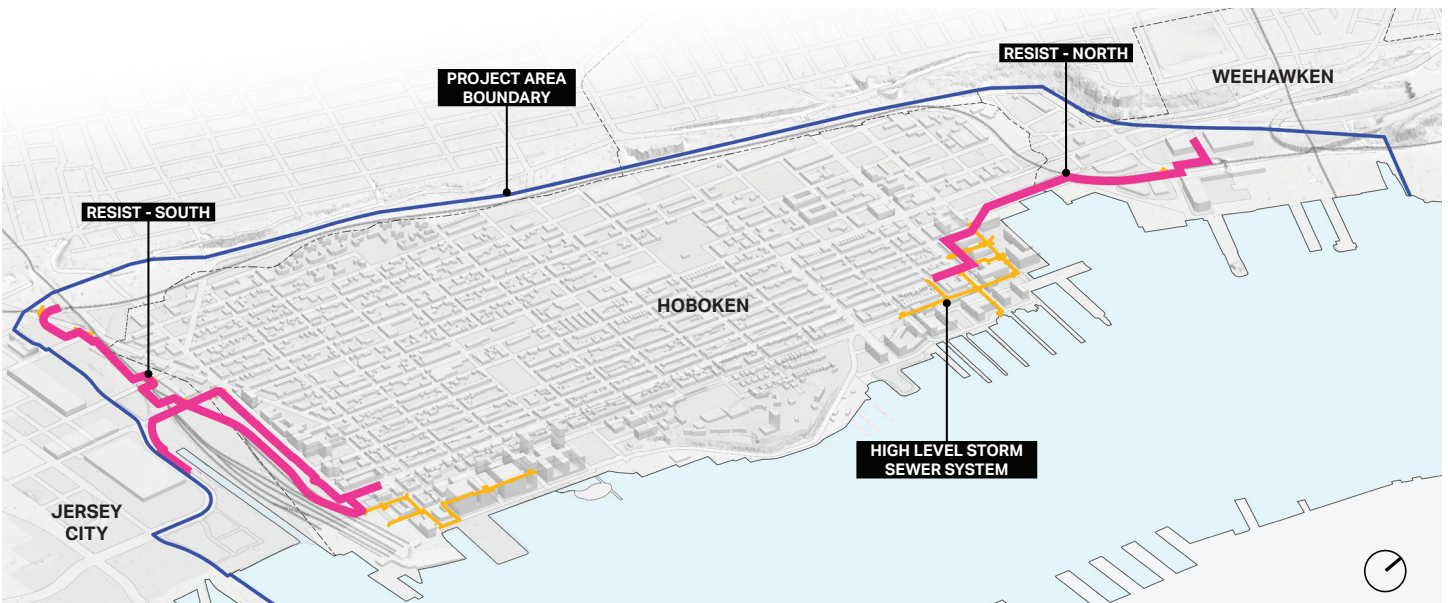 RESIST - NORTH
WEEHAWKEN
PROJECT AREA
BOUNDARY
RESIST - SOUTH
HOBOKEN
HIGH LEVEL STORM
SEWER SYSTEM
JERSEY
CITY